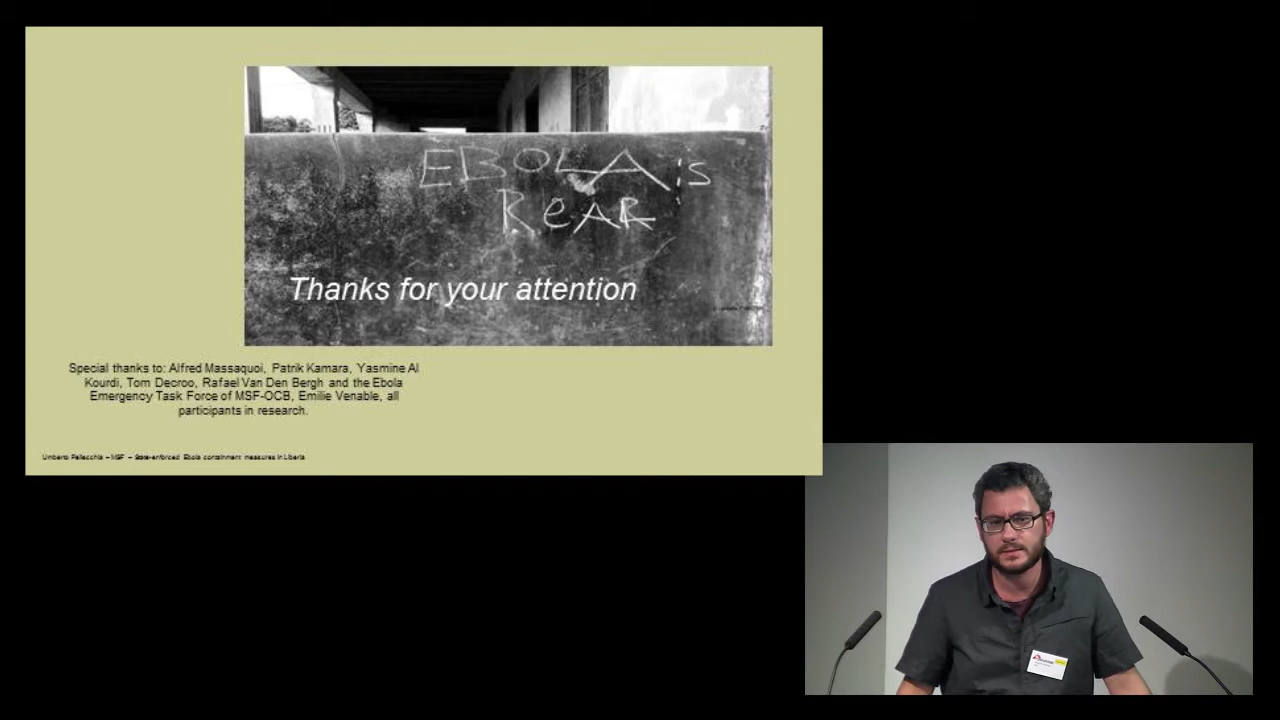 EBOLA is
ReAR
Thanks for your attention
Special thanks to: Alfred Massaquoi, Patrik Kamara, Yasmine Al
Kourdi, Tom Decroo, Rafael Van Den Bergh and the Ebola
Emergency Task Force of MSF-OCB, Emilie Venable, all
participants in research.
Umberto Pellecchia – MSF – State-enforced Ebola containment measures in Liberia